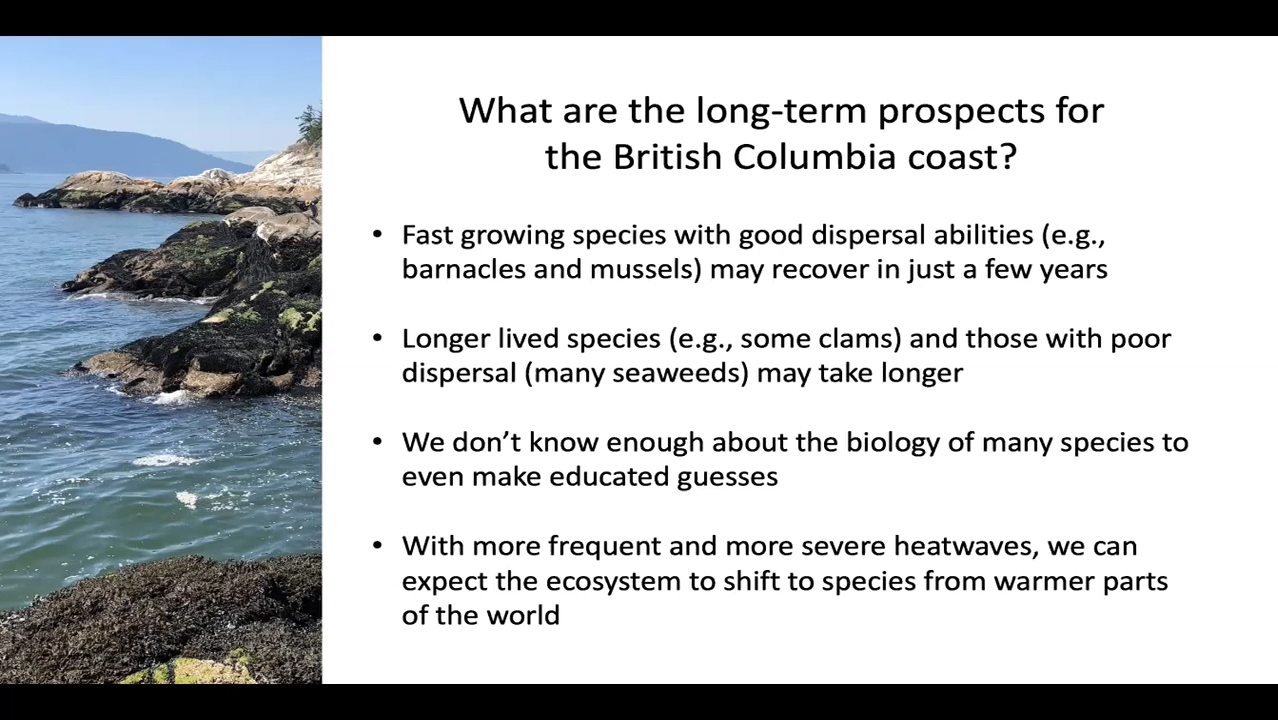 What are the long-term prospects for
the British Columbia coast?
• Fast growing species with good dispersal abilities (e.g.,
barnacles and mussels) may recover in just a few years
• Longer lived species (e.g., some clams) and those with poor
dispersal (many seaweeds) may take longer
• We don’t know enough about the biology of many species to
even make educated guesses
• With more frequent and more severe heatwaves, we can
expect the ecosystem to shift to species from warmer parts
of the world